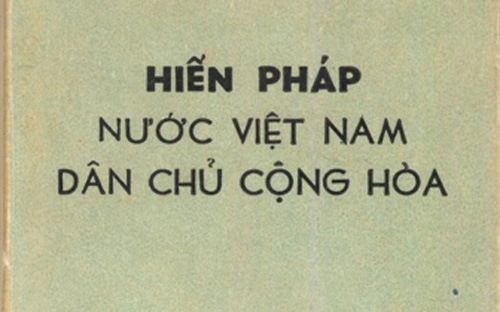 HIẾN PHÁP
NƯỚC VIỆT NAM
DÂN CHỦ CỘNG HÒA